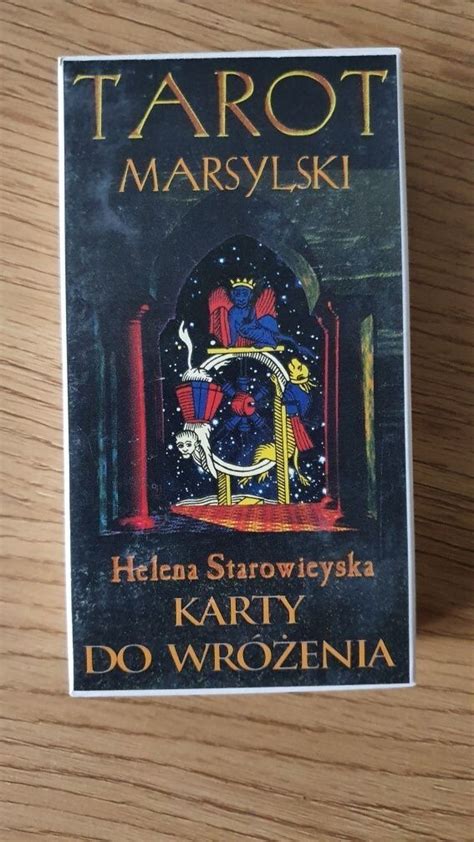 TAROT
MARSYLSKI
Helena Starowieyska
KARTY
DO WRÓŻENIA